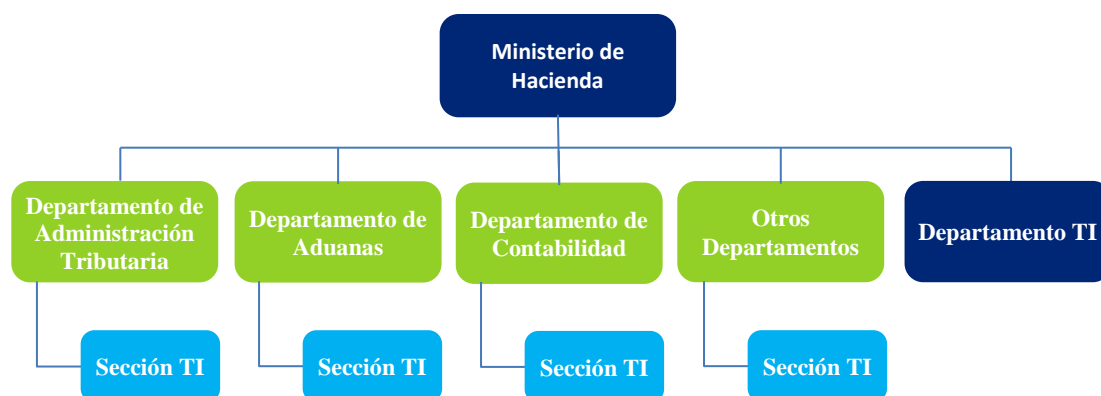 Ministerio de
Hacienda
Departamento de
Administración
Tributaria
Departamento de
Aduanas
Departamento de
Contabilidad
Otros
Departamentos
Departamento TI
Sección TI
Sección TI
Sección TI
Sección TI